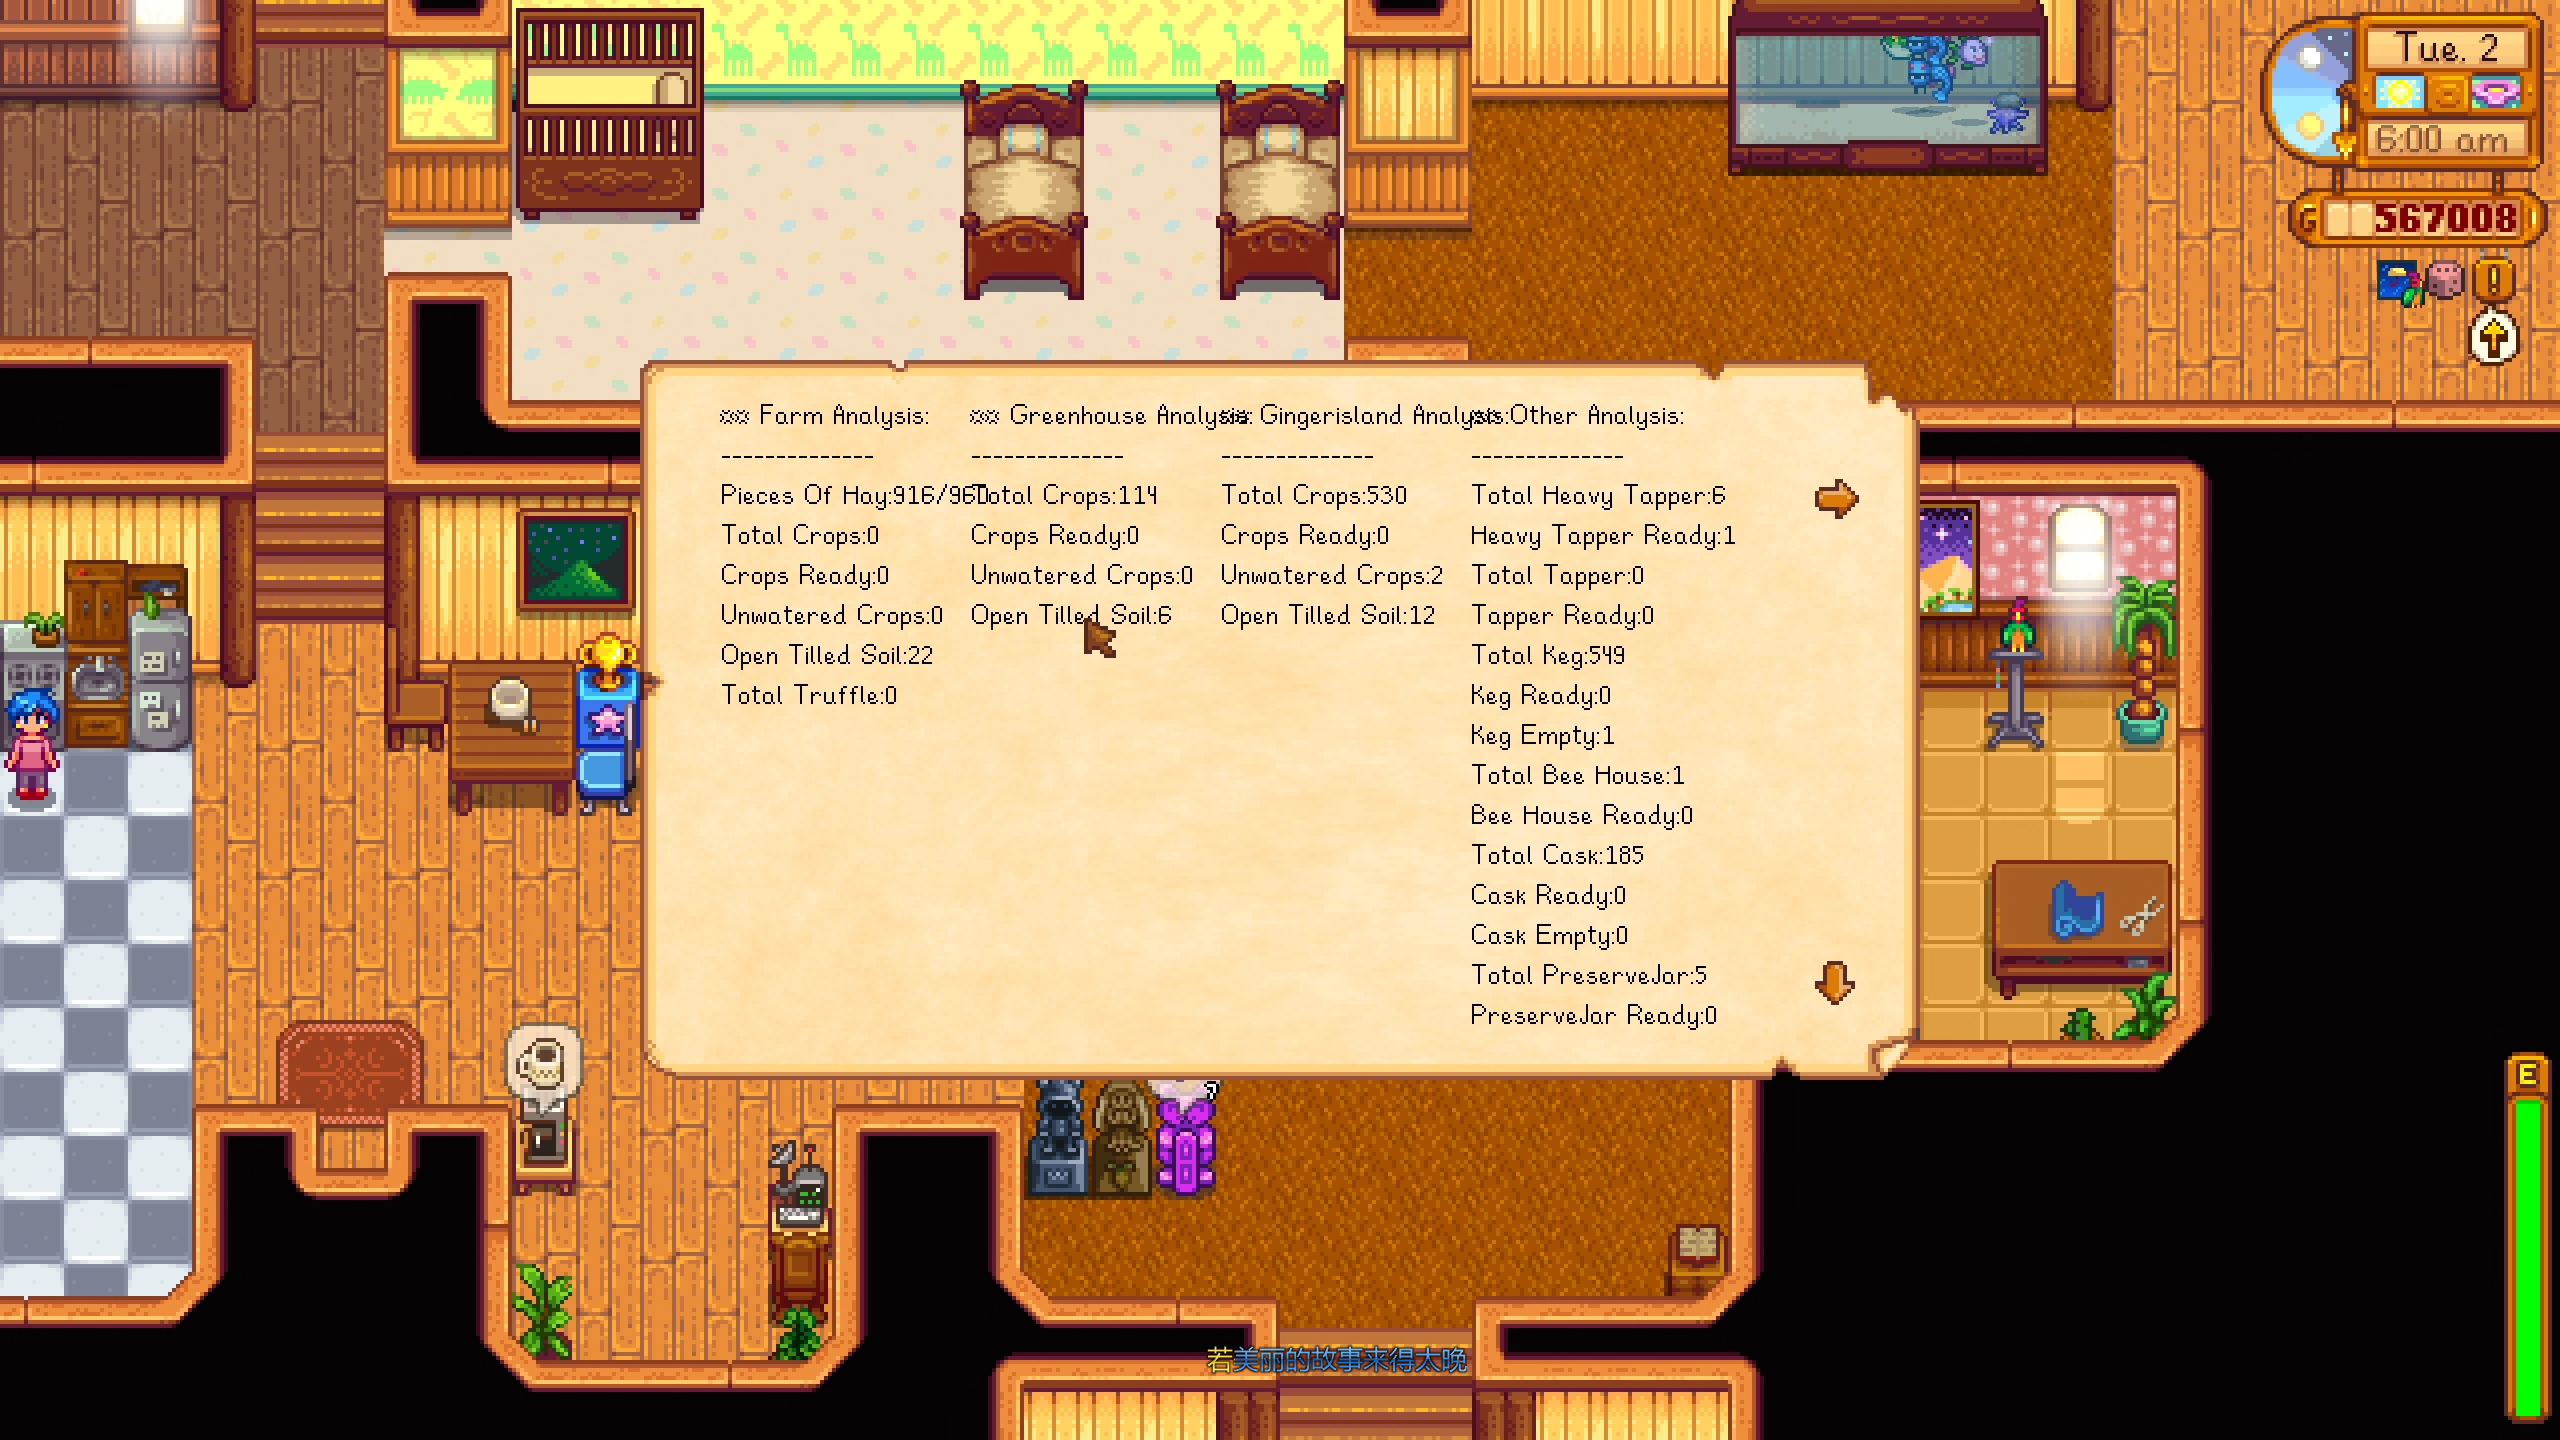 Tue. 2
6:00 am
567008
¤¤ Farm Analysis:
--------------
Pieces Of Hay:916/960
Total Crops:0
Crops Ready:0
Unwatered Crops:0
Open Tilled Soil:22
Total Truffle:0
¤¤ Greenhouse Analysis:
--------------
Total Crops:114
Crops Ready:0
Unwatered Crops:0
Open Tilled Soil:6
¤¤ Gingerisland Analysis:
--------------
Total Crops:530
Crops Ready:0
Unwatered Crops:2
Open Tilled Soil:12
¤¤ Other Analysis:
--------------
Total Heavy Tapper:6
Heavy Tapper Ready:1
Total Tapper:0
Tapper Ready:0
Total Keg:549
Keg Ready:0
Keg Empty:1
Total Bee House:1
Bee House Ready:0
Total Cask:185
Cask Ready:0
Cask Empty:0
Total PreserveJar:5
PreserveJar Ready:0
E
若美丽的故事来得太晚